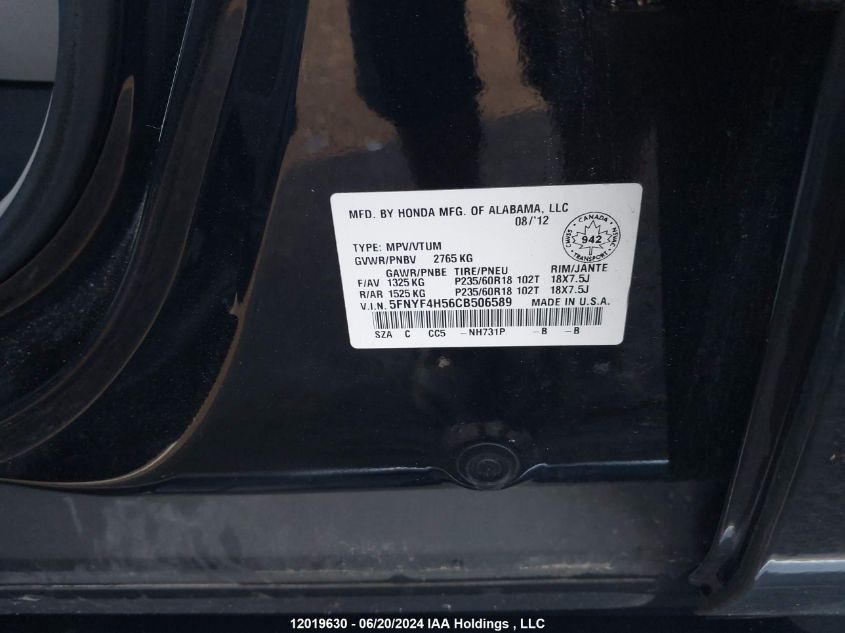 MFD. BY HONDA MFG. OF ALABAMA, LLC
08/'12
TYPE: MPV/VTUM
GVWR/PNBV 2765 KG
GAWR/PNBE TIRE/PNEU RIM/JANTE
F/AV 1325 KG P235/60R18 102T 18X7.5J
R/AR 1525 KG P235/60R18 102T 18X7.5J
V.I.N. 5FNYF4H56CB506589 MADE IN U.S.A.
SZA C CC5 -NH731P -B -B
CANADA
CMVSS 942 NSVAC
TRANSPORT
12019630 - 06/20/2024 IAA Holdings , LLC